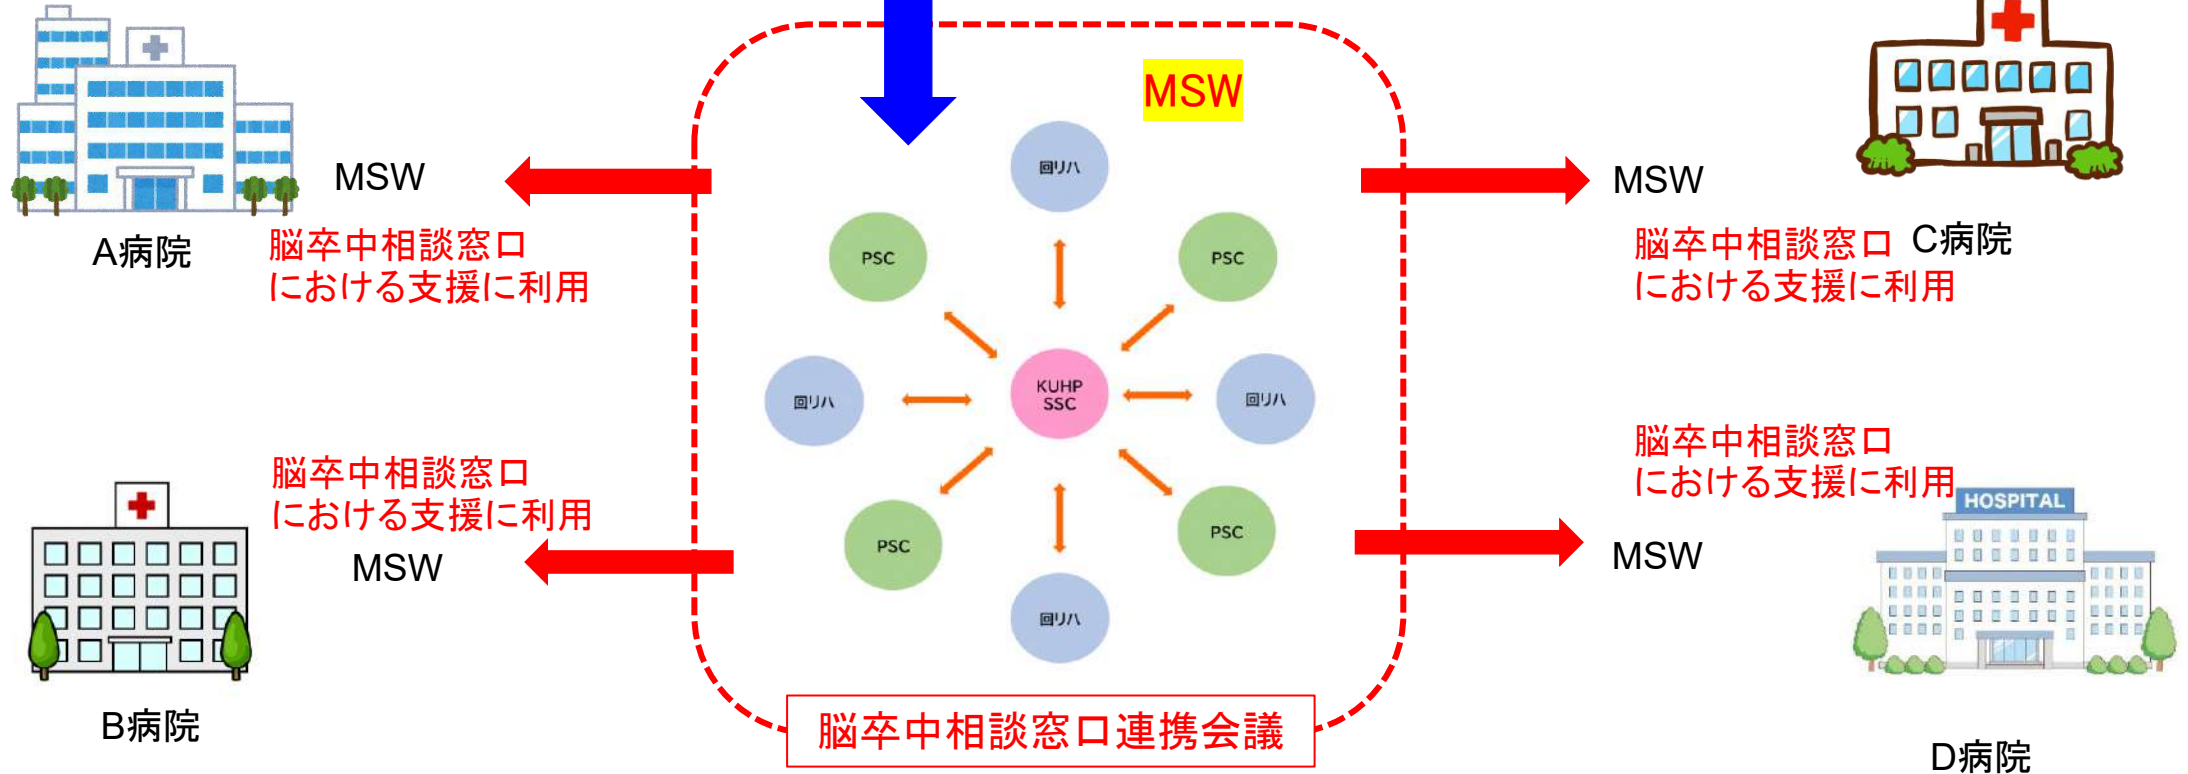 MSW
MSW
A病院
脳卒中相談窓口
における支援に利用
脳卒中相談窓口
における支援に利用
MSW
B病院
回リハ
PSC
PSC
回リハ
KUHP
SSC
回リハ
PSC
PSC
回リハ
脳卒中相談窓口連携会議
MSW
脳卒中相談窓口
における支援に利用
C病院
脳卒中相談窓口
における支援に利用
HOSPITAL
MSW
D病院